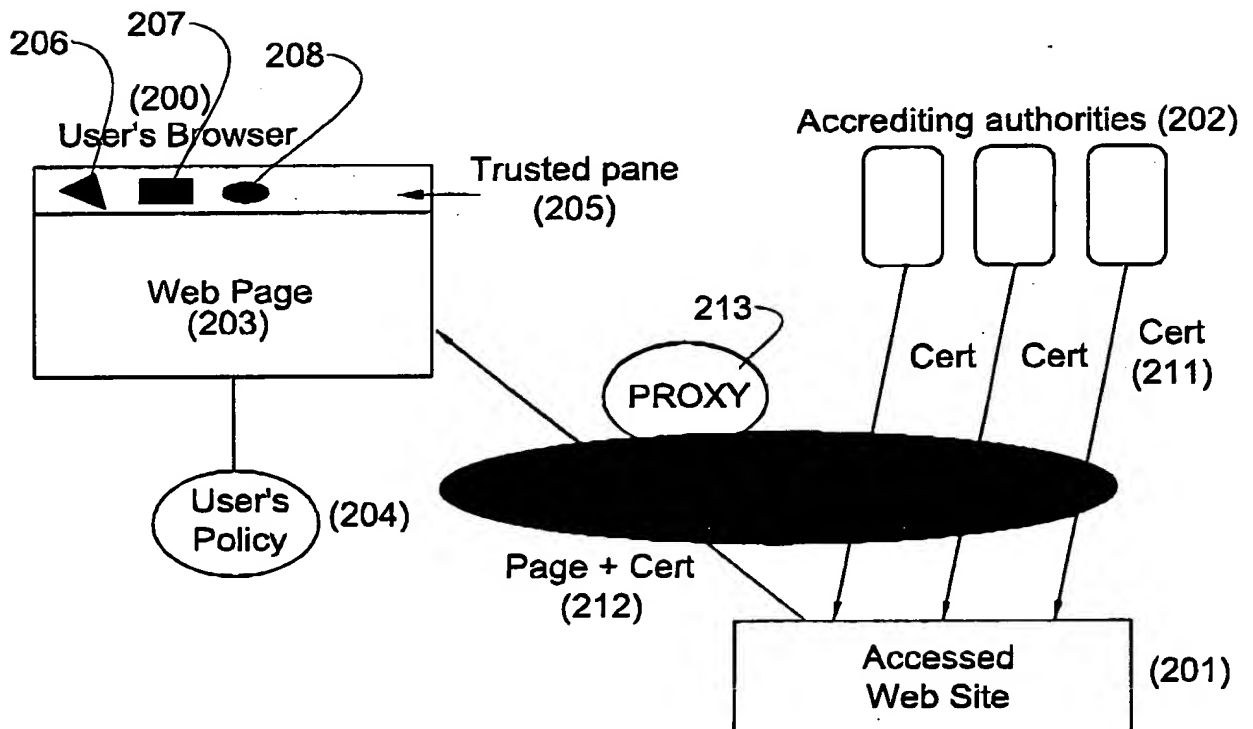 206
207
208
(200)
User's Browser
Accrediting authorities (202)
Trusted pane
(205)
Web Page
(203)
213
PROXY
Cert
Cert
Cert
(211)
User's
Policy
(204)
Page + Cert
(212)
Accessed
Web Site
(201)